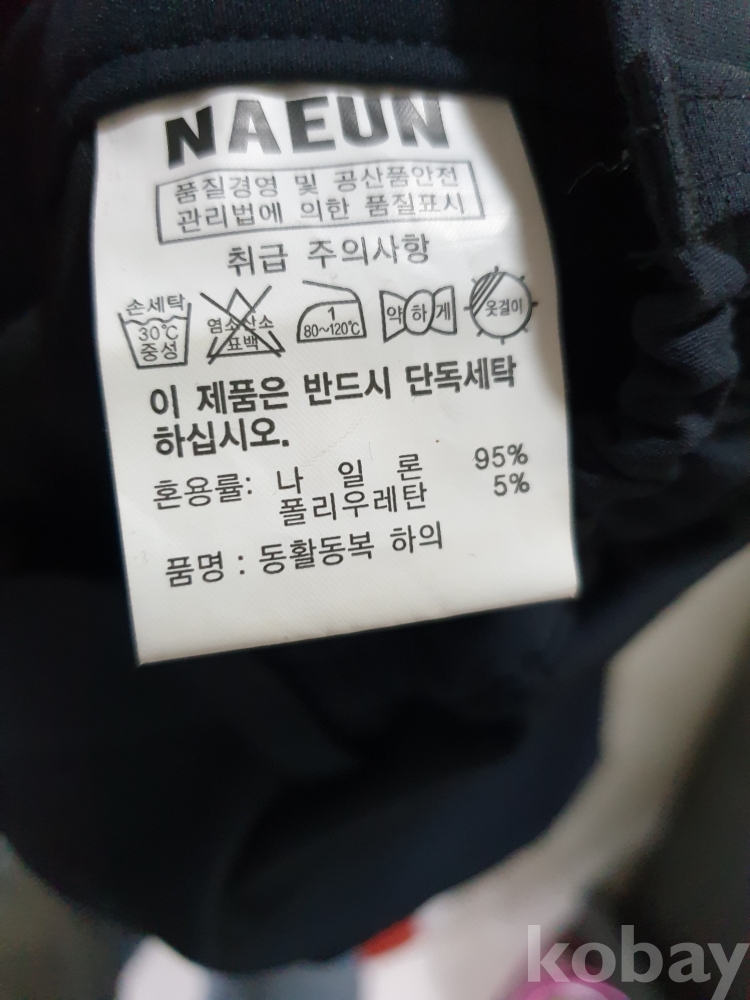 NAEUN
품질경영 및 공산품안전
관리법에 의한 품질표시
취급 주의사항
손세탁
30℃
중성
염소산소
표백
1
80~120℃
약하게
옷걸이
이 제품은 반드시 단독세탁
하십시오.
혼용률: 나 일 론 95%
폴리우레탄 5%
품명 : 동활동복 하의
kobay